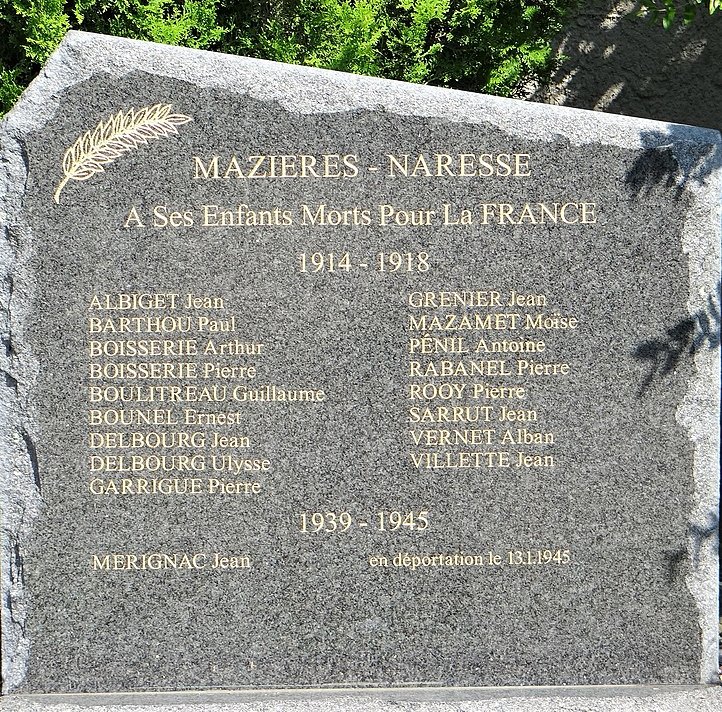 MAZIERES - NARESSE
A Ses Enfants Morts Pour La FRANCE
1914 - 1918
ALBIGET Jean
BARTHOU Paul
BOISSERIE Arthur
BOISSERIE Pierre
BOULITREAU Guillaume
BOUNEL Ernest
DELBOURG Jean
DELBOURG Ulysse
GARRIGUE Pierre
GRENIER Jean
MAZAMET Moïse
PÉNIL Antoine
RABANEL Pierre
ROOY Pierre
SARRUT Jean
VERNET Alban
VILLETTE Jean
1939 - 1945
MERIGNAC Jean en déportation le 13.1.1945